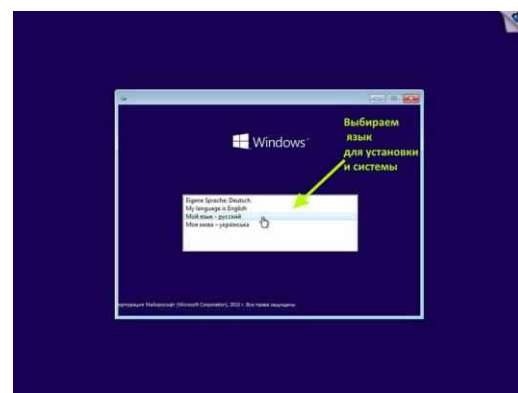 Выбираем
язык
для установки
и системы
Windows
Eigene Sprache: Deutsch
My language is English
Мой язык - русский
Моя мова - українська
корпорация Майкрософт (Microsoft Corporation), 2022 г. Все права защищены